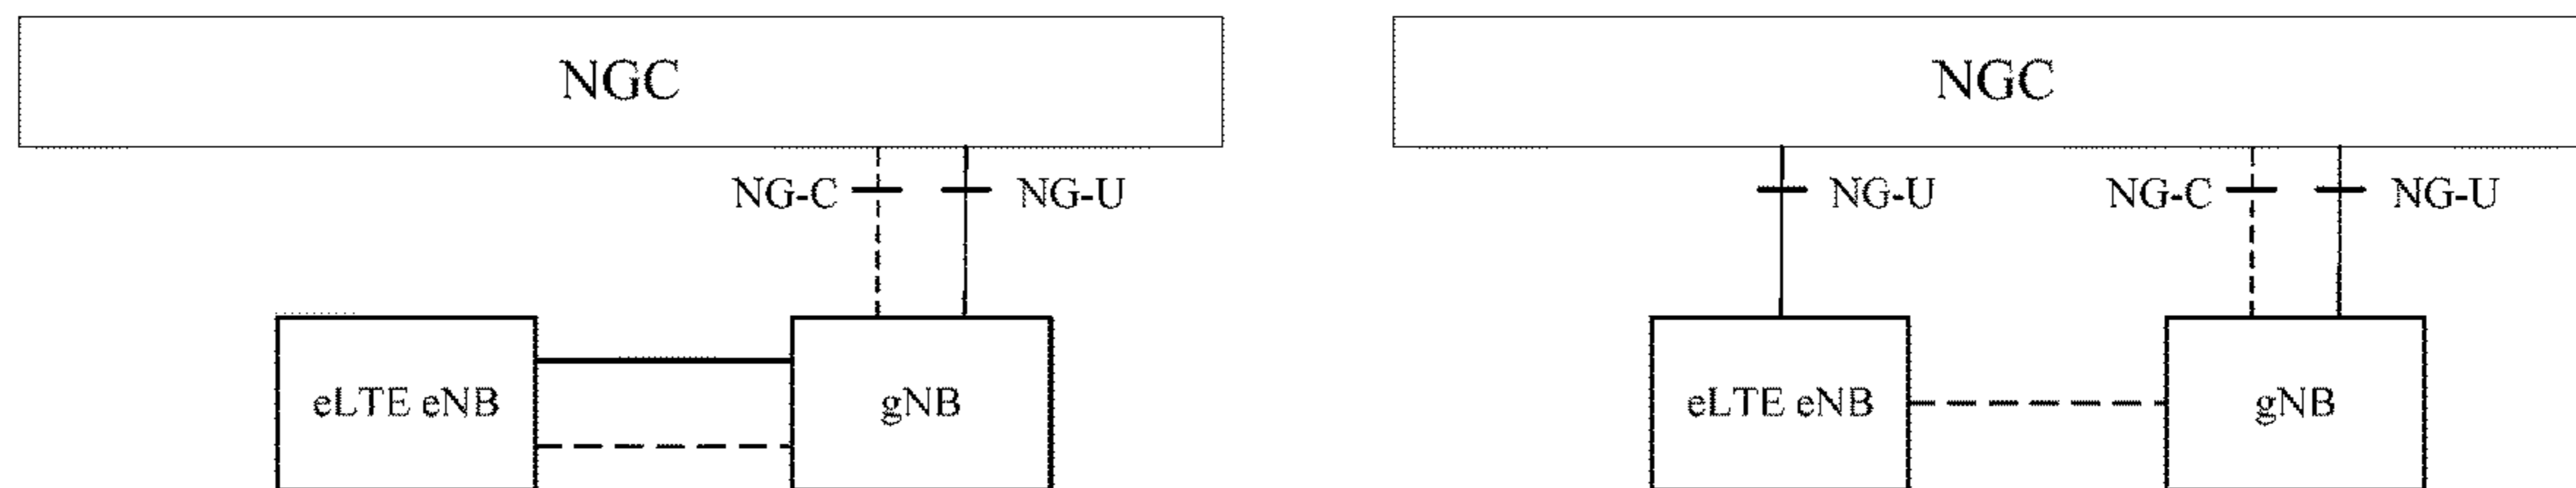 NGC
NG-C
NG-U
eLTE eNB
gNB
NGC
NG-U
NG-C
NG-U
eLTE eNB
gNB